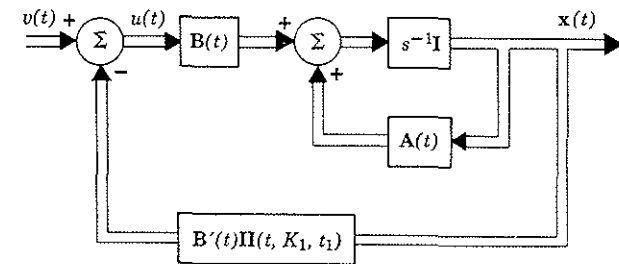 v(t) + Σ u(t) B(t) + Σ s⁻¹I x(t)
−
+
A(t)
B′(t)Π(t, K₁, t₁)